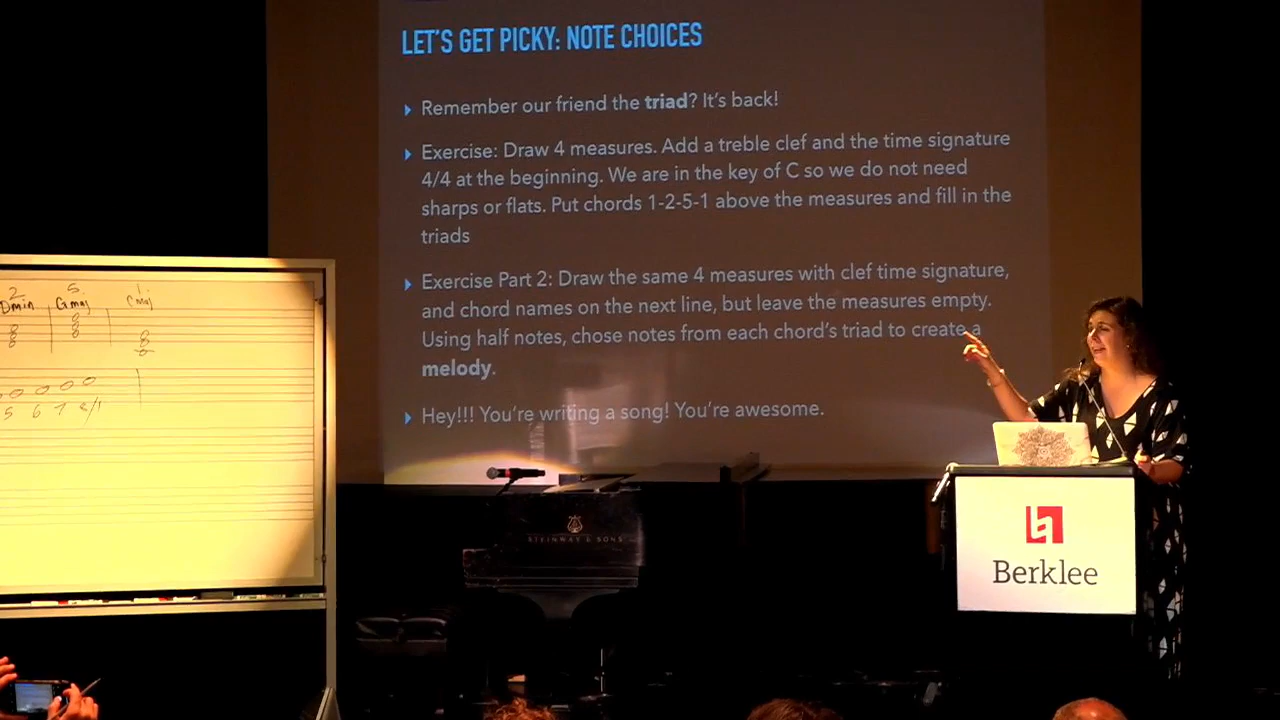 LET'S GET PICKY: NOTE CHOICES
Remember our friend the triad? It's back!
Exercise: Draw 4 measures. Add a treble clef and the time signature
4/4 at the beginning. We are in the key of C so we do not need
sharps or flats. Put chords 1-2-5-1 above the measures and fill in the
triads
Exercise Part 2: Draw the same 4 measures with clef time signature,
and chord names on the next line, but leave the measures empty.
Using half notes, chose notes from each chord's triad to create a
melody.
Hey!!! You're writing a song! You're awesome.
2 5 1
Dmin Gmaj Cmaj
5 6 7 8/1
STEINWAY & SONS
Berklee